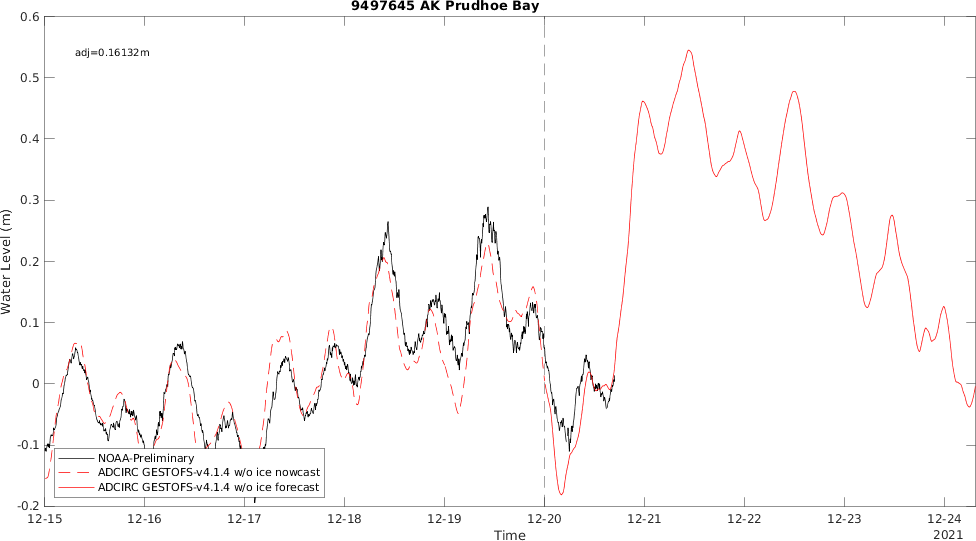 9497645 AK Prudhoe Bay
adj=0.16132m
0.6
0.5
0.4
0.3
0.2
0.1
0
-0.1
-0.2
Water Level (m)
NOAA-Preliminary
ADCIRC GESTOFS-v4.1.4 w/o ice nowcast
ADCIRC GESTOFS-v4.1.4 w/o ice forecast
12-15 12-16 12-17 12-18 12-19 12-20 12-21 12-22 12-23 12-24
Time
2021